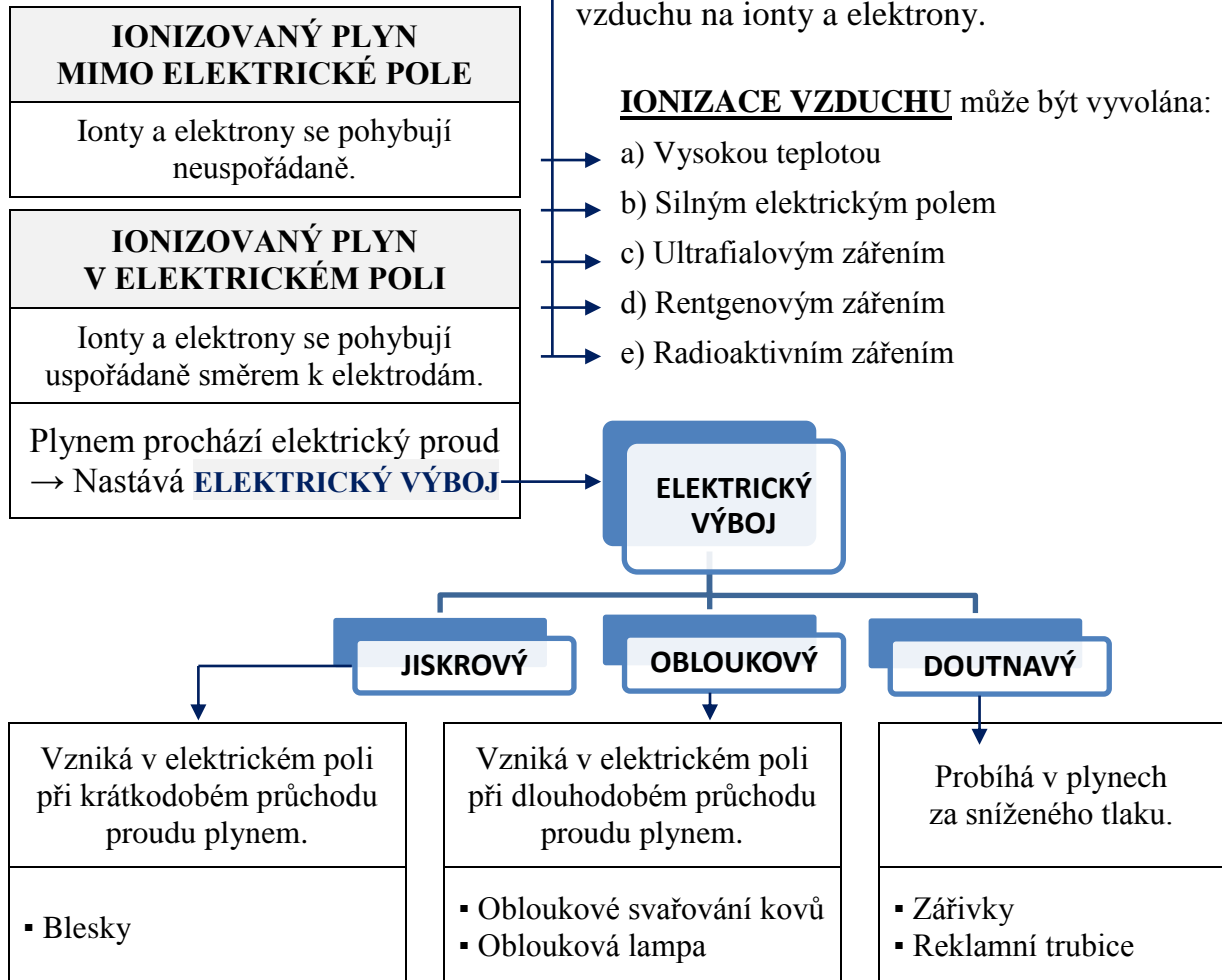 vzduchu na ionty a elektrony.
IONIZOVANÝ PLYN
MIMO ELEKTRICKÉ POLE
Ionty a elektrony se pohybují
neuspořádaně.
IONIZOVANÝ PLYN
V ELEKTRICKÉM POLI
Ionty a elektrony se pohybují
uspořádaně směrem k elektrodám.
Plynem prochází elektrický proud
→ Nastává ELEKTRICKÝ VÝBOJ
IONIZACE VZDUCHU může být vyvolána:
a) Vysokou teplotou
b) Silným elektrickým polem
c) Ultrafialovým zářením
d) Rentgenovým zářením
e) Radioaktivním zářením
ELEKTRICKÝ
VÝBOJ
JISKROVÝ
OBLOUKOVÝ
DOUTNAVÝ
Vzniká v elektrickém poli
při krátkodobém průchodu
proudu plynem.
▪ Blesky
Vzniká v elektrickém poli
při dlouhodobém průchodu
proudu plynem.
▪ Obloukové svařování kovů
▪ Oblouková lampa
Probíhá v plynech
za sníženého tlaku.
▪ Zářivky
▪ Reklamní trubice